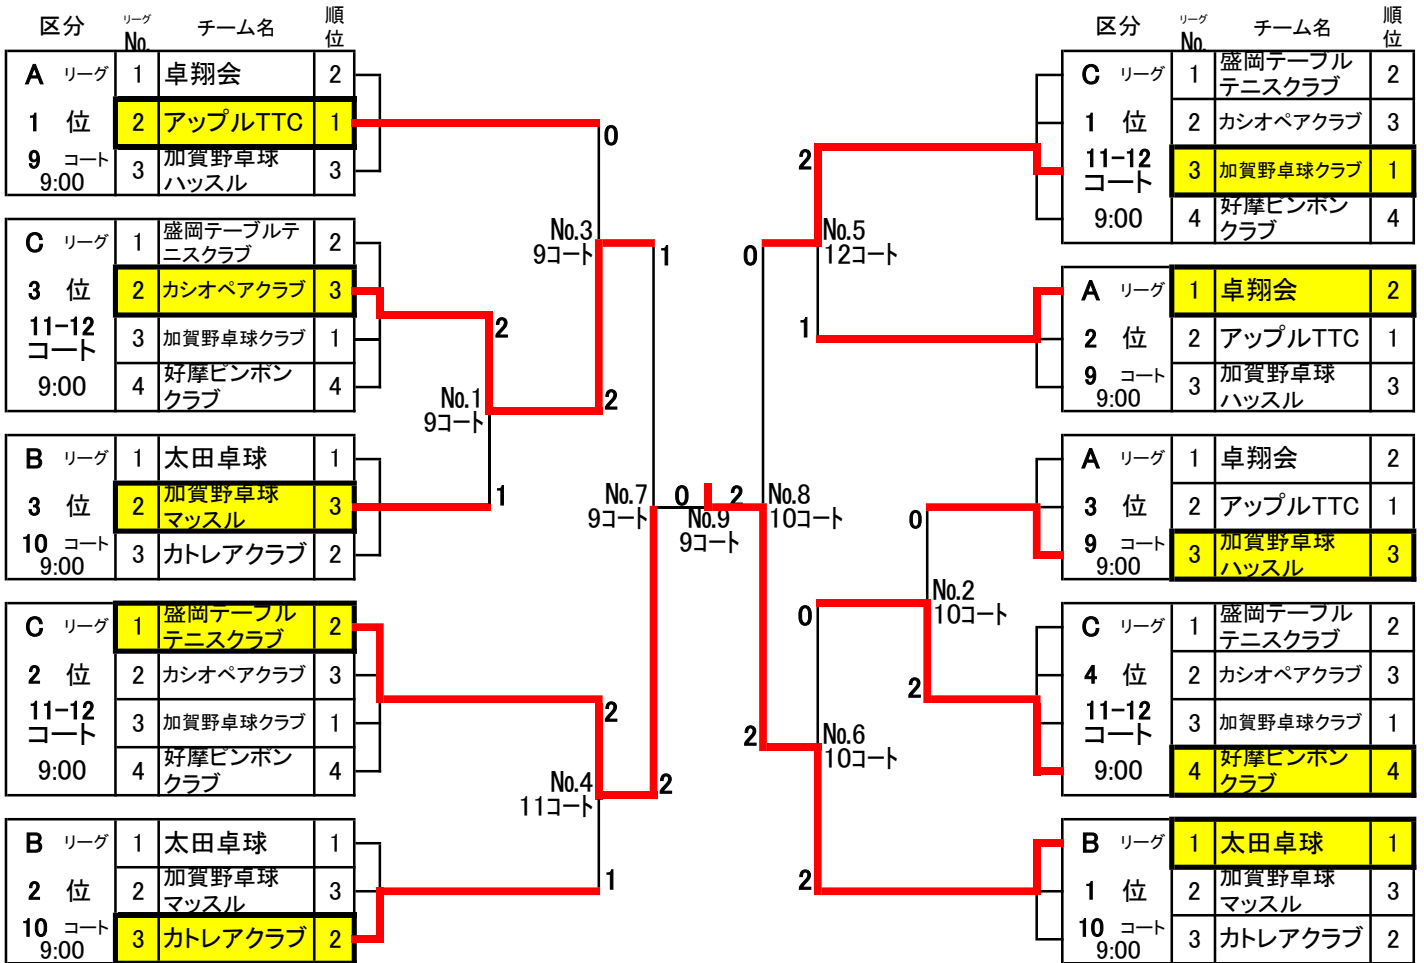 区分 リーグNo. チーム名 順位
A リーグ 1 卓翔会 2
1 位 2 アップルTTC 1
9 コート 9:00 3 加賀野卓球ハッスル 3
C リーグ 1 盛岡テーブルテニスクラブ 2
3 位 2 カシオペアクラブ 3
11-12コート 3 加賀野卓球クラブ 1
9:00 4 好摩ピンポンクラブ 4
B リーグ 1 太田卓球 1
3 位 2 加賀野卓球マッスル 3
10 コート 9:00 3 カトレアクラブ 2
C リーグ 1 盛岡テーブルテニスクラブ 2
2 位 2 カシオペアクラブ 3
11-12コート 3 加賀野卓球クラブ 1
9:00 4 好摩ピンポンクラブ 4
B リーグ 1 太田卓球 1
2 位 2 加賀野卓球マッスル 3
10 コート 9:00 3 カトレアクラブ 2
0
No.3
9コート
1
2
2
No.1
9コート
1
No.7
9コート
2
No.4
11コート
2
1
0 2
No.9
9コート
2
No.5
12コート
0
1
No.8
10コート
0
No.2
10コート
0
2
2
No.6
10コート
2
区分 リーグNo. チーム名 順位
C リーグ 1 盛岡テーブルテニスクラブ 2
1 位 2 カシオペアクラブ 3
11-12コート 3 加賀野卓球クラブ 1
9:00 4 好摩ピンポンクラブ 4
A リーグ 1 卓翔会 2
2 位 2 アップルTTC 1
9 コート 9:00 3 加賀野卓球ハッスル 3
A リーグ 1 卓翔会 2
3 位 2 アップルTTC 1
9 コート 9:00 3 加賀野卓球ハッスル 3
C リーグ 1 盛岡テーブルテニスクラブ 2
4 位 2 カシオペアクラブ 3
11-12コート 3 加賀野卓球クラブ 1
9:00 4 好摩ピンポンクラブ 4
B リーグ 1 太田卓球 1
1 位 2 加賀野卓球マッスル 3
10 コート 9:00 3 カトレアクラブ 2